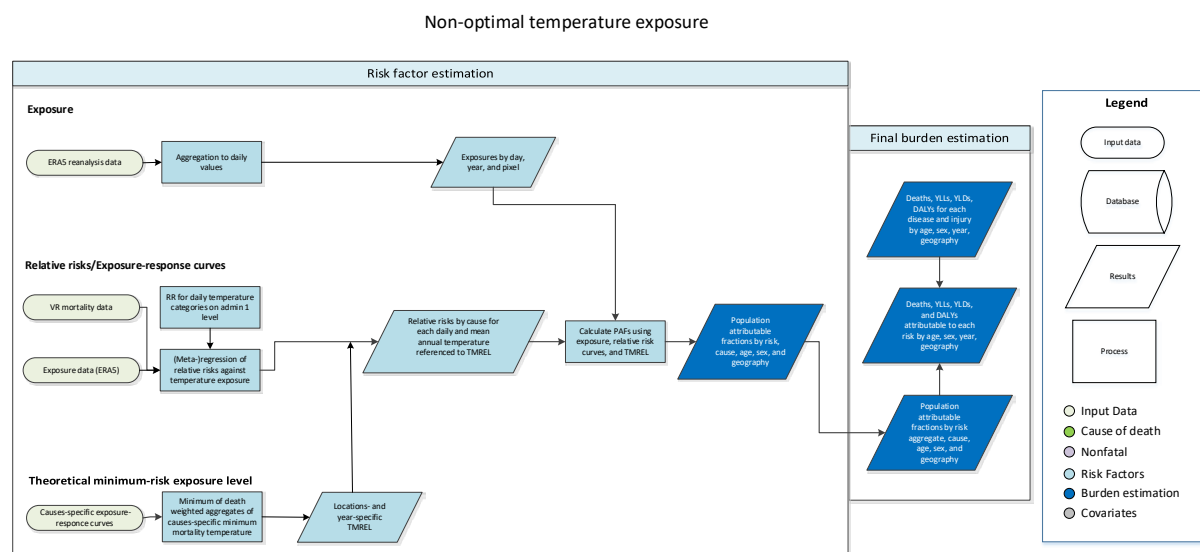 Non-optimal temperature exposure
Risk factor estimation
Exposure
ERA5 reanalysis data
Aggregation to daily
values
Exposures by day,
year, and pixel
Relative risks/Exposure-response curves
VR mortality data
Exposure data (ERA5)
RR for daily temperature
categories on admin 1
level
(Meta-)regression of
relative risks against
temperature exposure
Relative risks by cause for
each daily and mean
annual temperature
referenced to TMREL
Calculate PAFs using
exposure, relative risk
curves, and TMREL
Population
attributable
fractions by risk,
cause, age, sex, and
geography
Theoretical minimum-risk exposure level
Causes-specific exposure-
responce curves
Minimum of death
weighted aggregates of
causes-specific minimum
mortality temperature
Locations- and
year-specific
TMREL
Final burden estimation
Deaths, YLLs, YLDs,
DALYs for each
disease and injury
by age, sex, year,
geography
Deaths, YLLs, YLDs,
and DALYs
attributable to each
risk by age, sex, year,
geography
Population
attributable
fractions by risk
aggregate, cause,
age, sex, and
geography
Legend
Input data
Database
Results
Process
Input Data
Cause of death
Nonfatal
Risk Factors
Burden estimation
Covariates